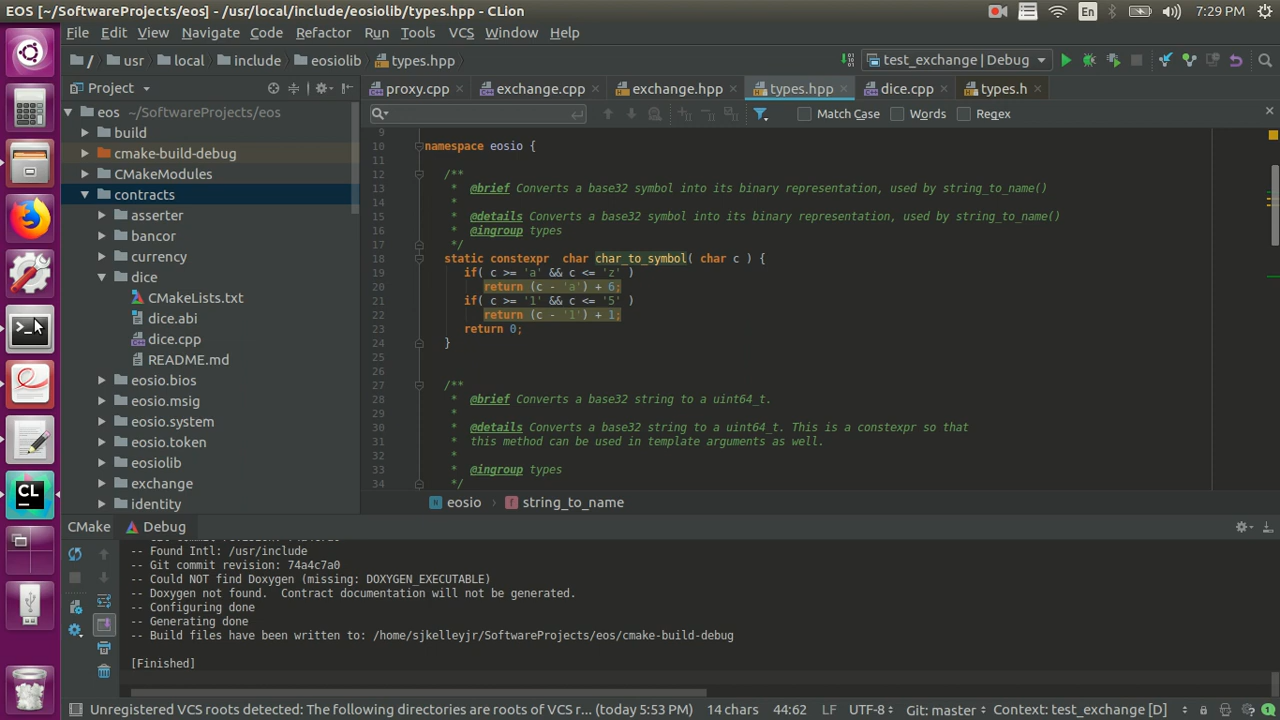 EOS [~/SoftwareProjects/eos] - /usr/local/include/eosiolib/types.hpp - CLion
En
7:29 PM
File Edit View Navigate Code Refactor Run Tools VCS Window Help
/ usr local include eosiolib types.hpp
test_exchange | Debug
Project
proxy.cpp × exchange.cpp × exchange.hpp × types.hpp × dice.cpp × types.h ×
Match Case Words Regex
eos ~/SoftwareProjects/eos
build
cmake-build-debug
CMakeModules
contracts
asserter
bancor
currency
dice
CMakeLists.txt
dice.abi
dice.cpp
README.md
eosio.bios
eosio.msig
eosio.system
eosio.token
eosiolib
exchange
identity
9
10 namespace eosio {
11
12 /**
13 * @brief Converts a base32 symbol into its binary representation, used by string_to_name()
14 *
15 * @details Converts a base32 symbol into its binary representation, used by string_to_name()
16 * @ingroup types
17 */
18 static constexpr char char_to_symbol( char c ) {
19 if( c >= 'a' && c <= 'z' )
20 return (c - 'a') + 6;
21 if( c >= '1' && c <= '5' )
22 return (c - '1') + 1;
23 return 0;
24 }
25
26
27 /**
28 * @brief Converts a base32 string to a uint64_t.
29 *
30 * @details Converts a base32 string to a uint64_t. This is a constexpr so that
31 * this method can be used in template arguments as well.
32 *
33 * @ingroup types
34 */
n eosio f string_to_name
CMake Debug
-- Found Intl: /usr/include
-- Git commit revision: 74a4c7a0
-- Could NOT find Doxygen (missing: DOXYGEN_EXECUTABLE)
-- Doxygen not found. Contract documentation will not be generated.
-- Configuring done
-- Generating done
-- Build files have been written to: /home/sjkelleyjr/SoftwareProjects/eos/cmake-build-debug
[Finished]
Unregistered VCS roots detected: The following directories are roots of VCS r... (today 5:53 PM) 14 chars 44:62 LF UTF-8 Git: master Context: test_exchange [D]
CL